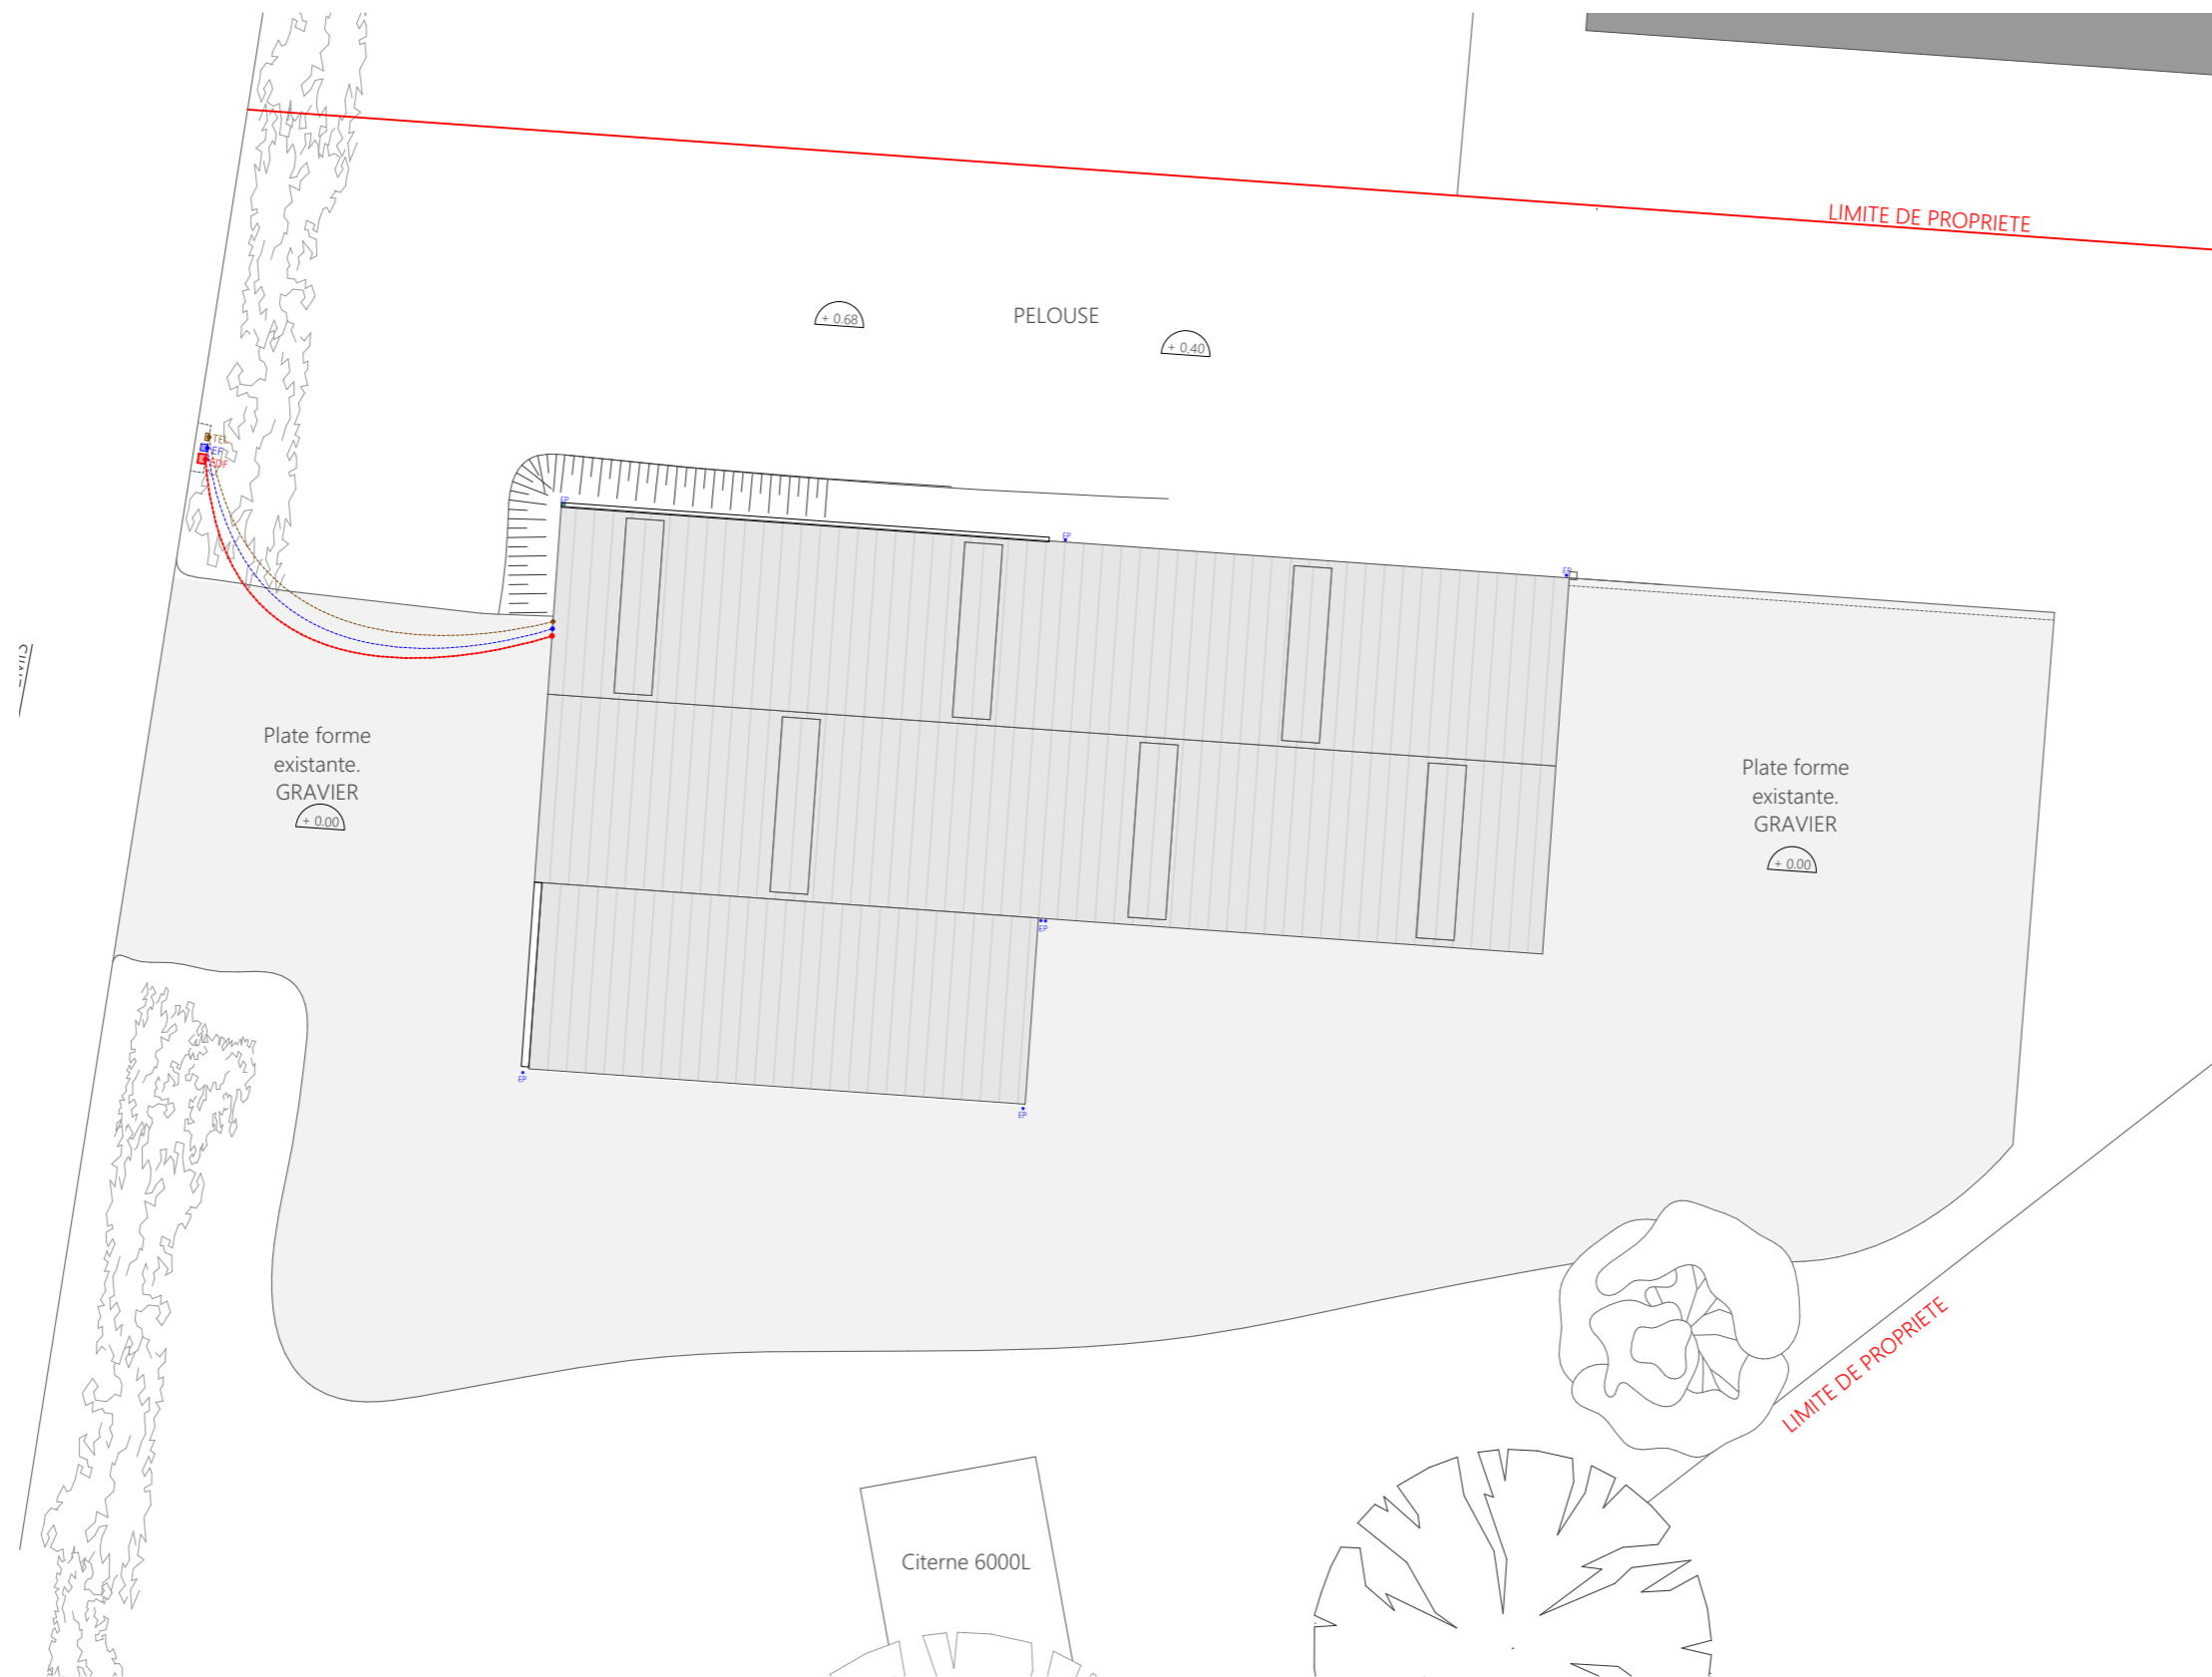 LIMITE DE PROPRIETE
+ 0.68
PELOUSE
+ 0.40
TEL
EF
EDF
EP
EP
EP
Plate forme
existante.
GRAVIER
+ 0.00
Plate forme
existante.
GRAVIER
+ 0.00
EP
EP
EP
LIMITE DE PROPRIETE
Citerne 6000L